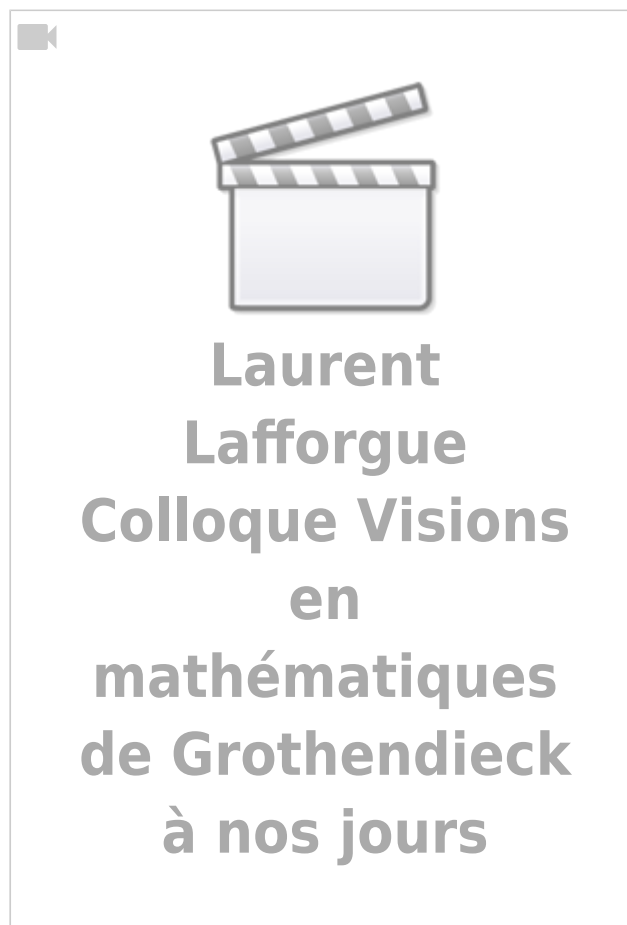 Laurent
Lafforgue
Colloque Visions
en
mathématiques
de Grothendieck
à nos jours